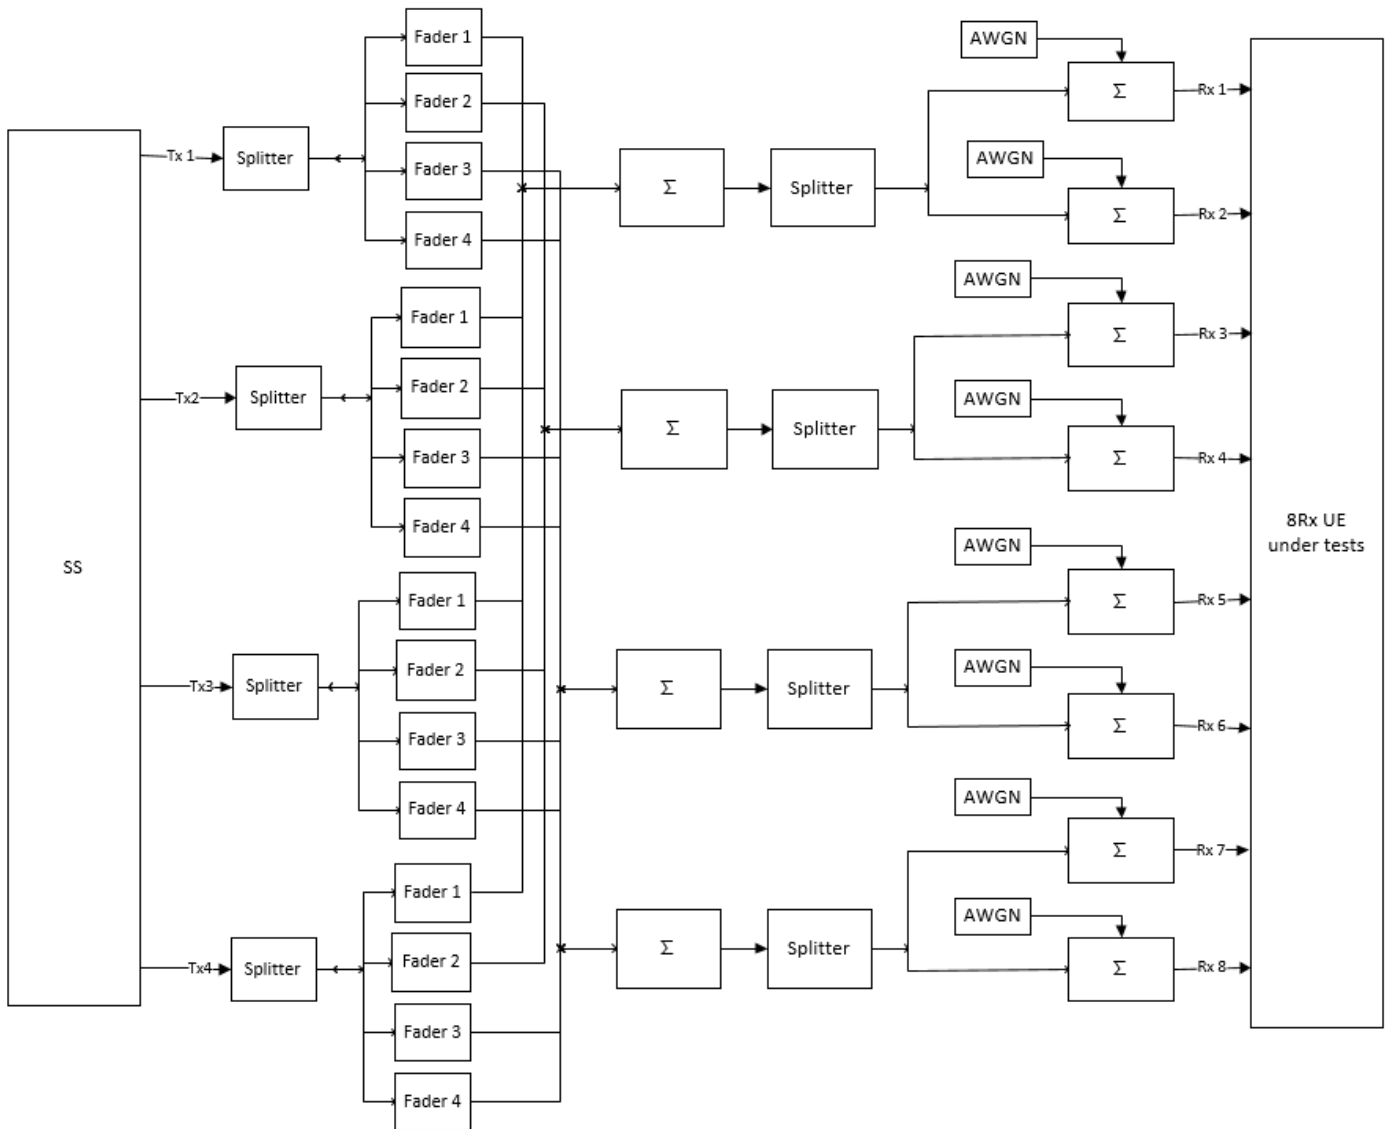 SS
Tx 1
Splitter
Fader 1
Fader 2
Fader 3
Fader 4
Tx2
Splitter
Fader 1
Fader 2
Fader 3
Fader 4
Tx3
Splitter
Fader 1
Fader 2
Fader 3
Fader 4
Tx4
Splitter
Fader 1
Fader 2
Fader 3
Fader 4
Σ
Splitter
AWGN
Σ
Rx 1
AWGN
Σ
Rx 2
Σ
Splitter
AWGN
Σ
Rx 3
AWGN
Σ
Rx 4
Σ
Splitter
AWGN
Σ
Rx 5
AWGN
Σ
Rx 6
Σ
Splitter
AWGN
Σ
Rx 7
AWGN
Σ
Rx 8
8Rx UE
under tests